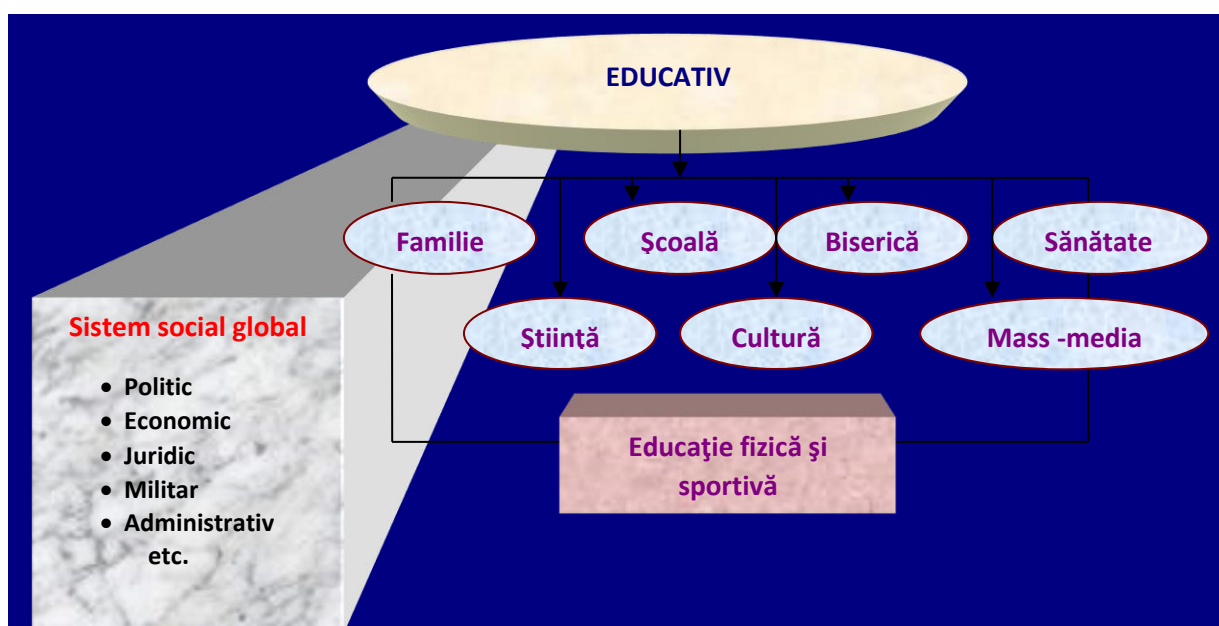 EDUCATIV
Familie
Şcoală
Biserică
Sănătate
Ştiinţă
Cultură
Mass -media
Sistem social global
• Politic
• Economic
• Juridic
• Militar
• Administrativ
etc.
Educaţie fizică şi
sportivă